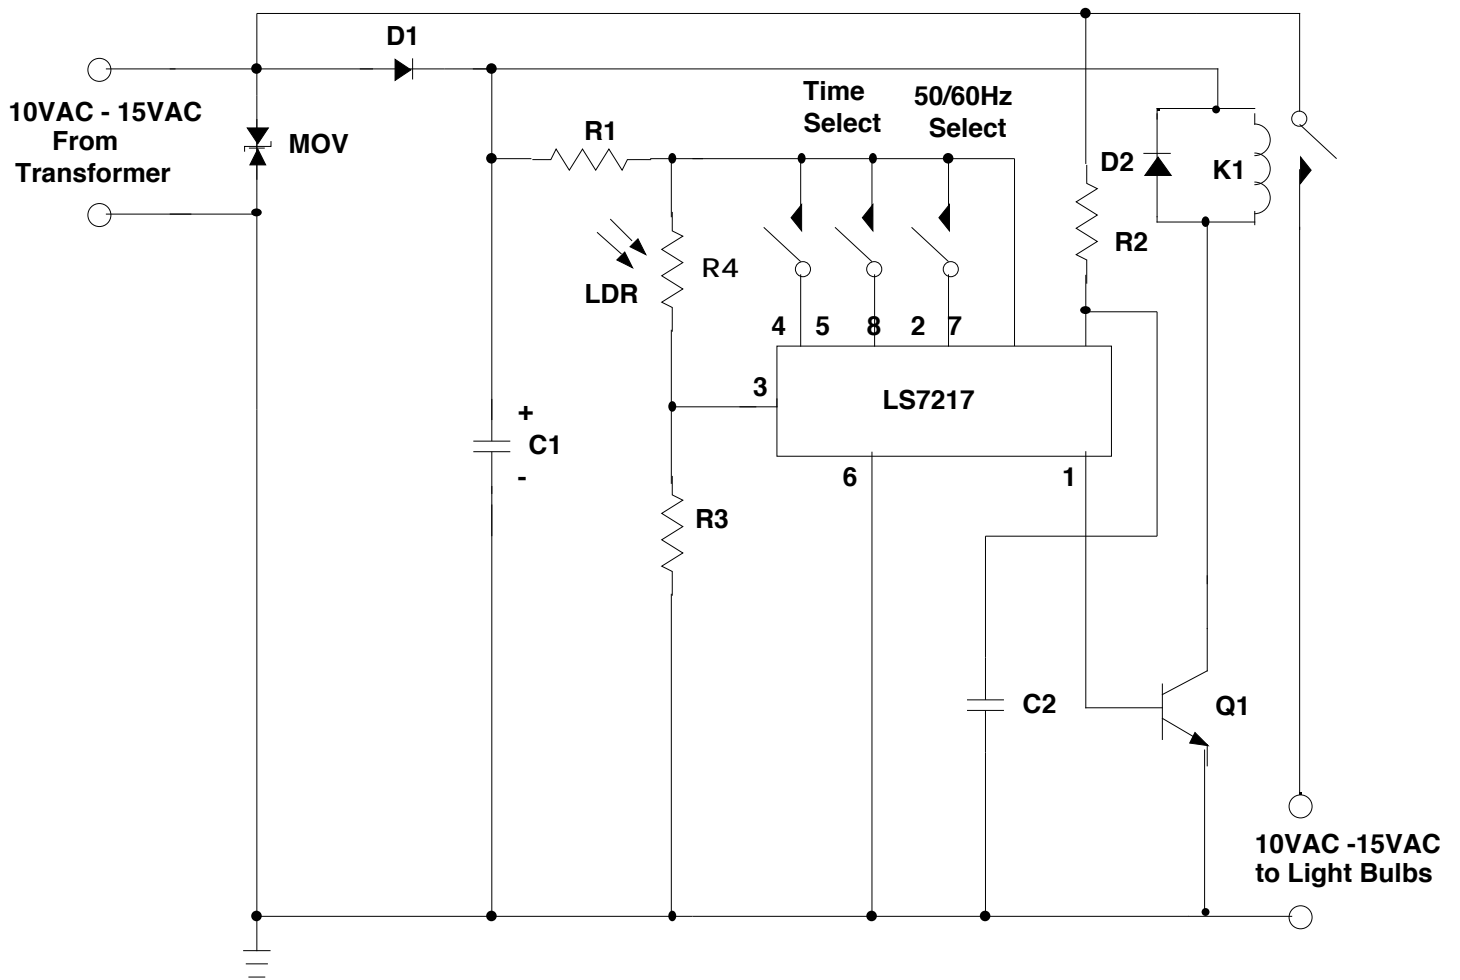 D1
10VAC - 15VAC
From
Transformer
MOV
R1
Time
Select
50/60Hz
Select
D2
K1
R2
LDR
R4
4 5 8 2 7
3
LS7217
+
C1
-
6
1
R3
C2
Q1
10VAC -15VAC
to Light Bulbs